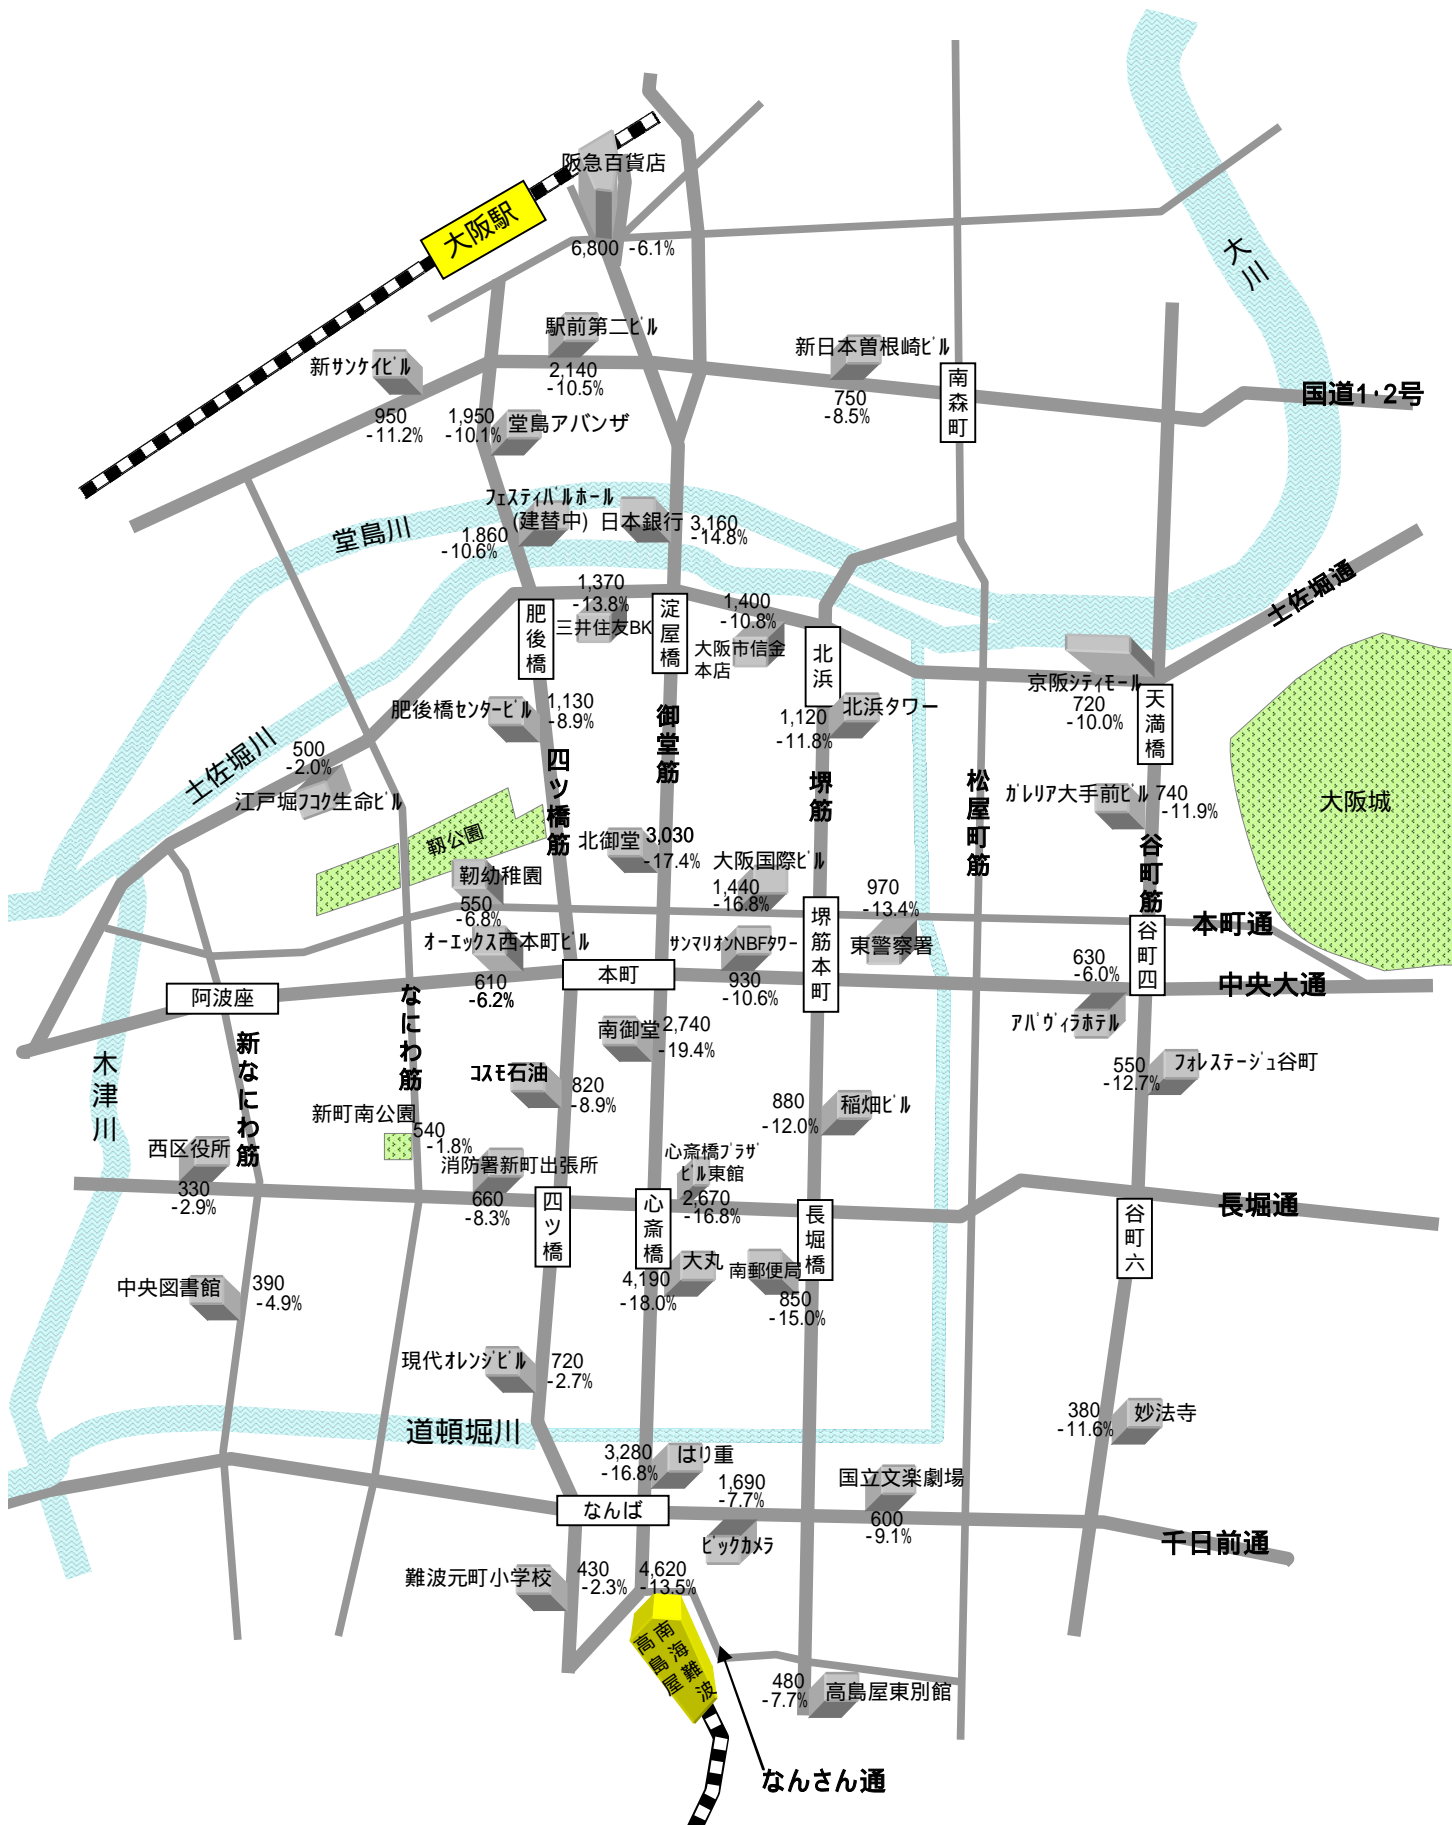 阪急百貨店
大阪駅
6,800 -6.1%
大川
駅前第二ビル
2,140
-10.5%
新サンケイビル
950
-11.2%
新日本曽根崎ビル
750
-8.5%
南森町
国道1・2号
1,950
-10.1%
堂島アバンザ
フェスティバルホール
(建替中)
1.860
-10.6%
日本銀行
3,160
-14.8%
堂島川
土佐堀通
1,370
-13.8%
三井住友BK
肥後橋
淀屋橋
1,400
-10.8%
大阪市信金
本店
北浜
京阪シティモール
720
-10.0%
天満橋
肥後橋センタービル
1,130
-8.9%
御堂筋
北浜タワー
1,120
-11.8%
土佐堀川
500
-2.0%
江戸堀フコク生命ビル
四ツ橋筋
堺筋
松屋町筋
ガレリア大手前ビル
740
-11.9%
大阪城
靭公園
北御堂
3,030
-17.4%
谷町筋
靭幼稚園
550
-6.8%
大阪国際ビル
1,440
-16.8%
970
-13.4%
東警察署
堺筋本町
本町通
谷町四
オーエックス西本町ビル
610
-6.2%
本町
サンマリオンNBFタワー
930
-10.6%
630
-6.0%
アパヴィラホテル
中央大通
阿波座
なにわ筋
新なにわ筋
木津川
南御堂
2,740
-19.4%
コスモ石油
820
-8.9%
フォレステージュ谷町
550
-12.7%
新町南公園
540
-1.8%
稲畑ビル
880
-12.0%
西区役所
330
-2.9%
消防署新町出張所
660
-8.3%
心斎橋プラザ
ビル東館
2,670
-16.8%
四ツ橋
心斎橋
長堀橋
谷町六
長堀通
中央図書館
390
-4.9%
大丸
4,190
-18.0%
南郵便局
850
-15.0%
現代オレンジビル
720
-2.7%
道頓堀川
380
-11.6%
妙法寺
3,280
-16.8%
はり重
1,690
-7.7%
ビックカメラ
国立文楽劇場
600
-9.1%
なんば
千日前通
難波元町小学校
430
-2.3%
4,620
-13.5%
南海難波
高島屋
480
-7.7%
高島屋東別館
なんさん通